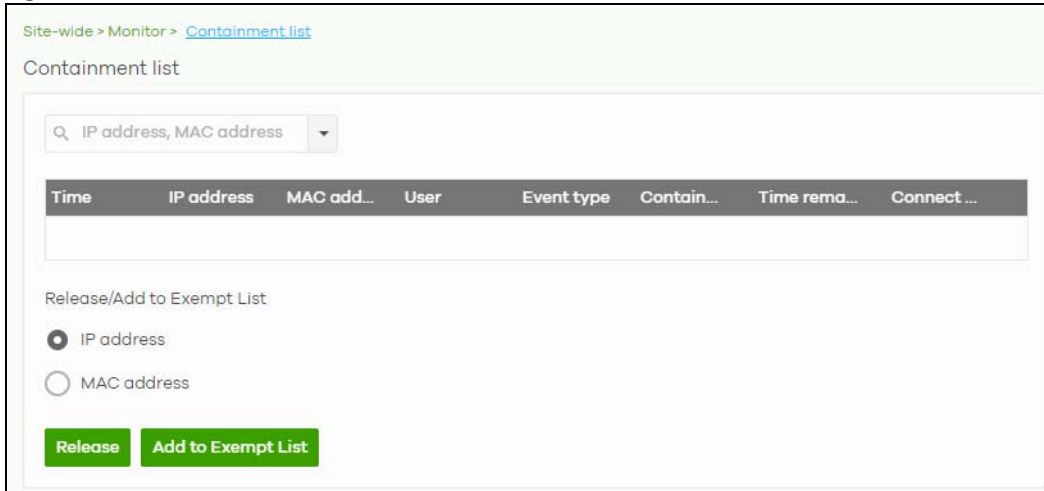 Site-wide > Monitor > Containment list
Containment list
IP address, MAC address
Time IP address MAC add... User Event type Contain... Time rema... Connect ...
Release/Add to Exempt List
IP address
MAC address
Release Add to Exempt List